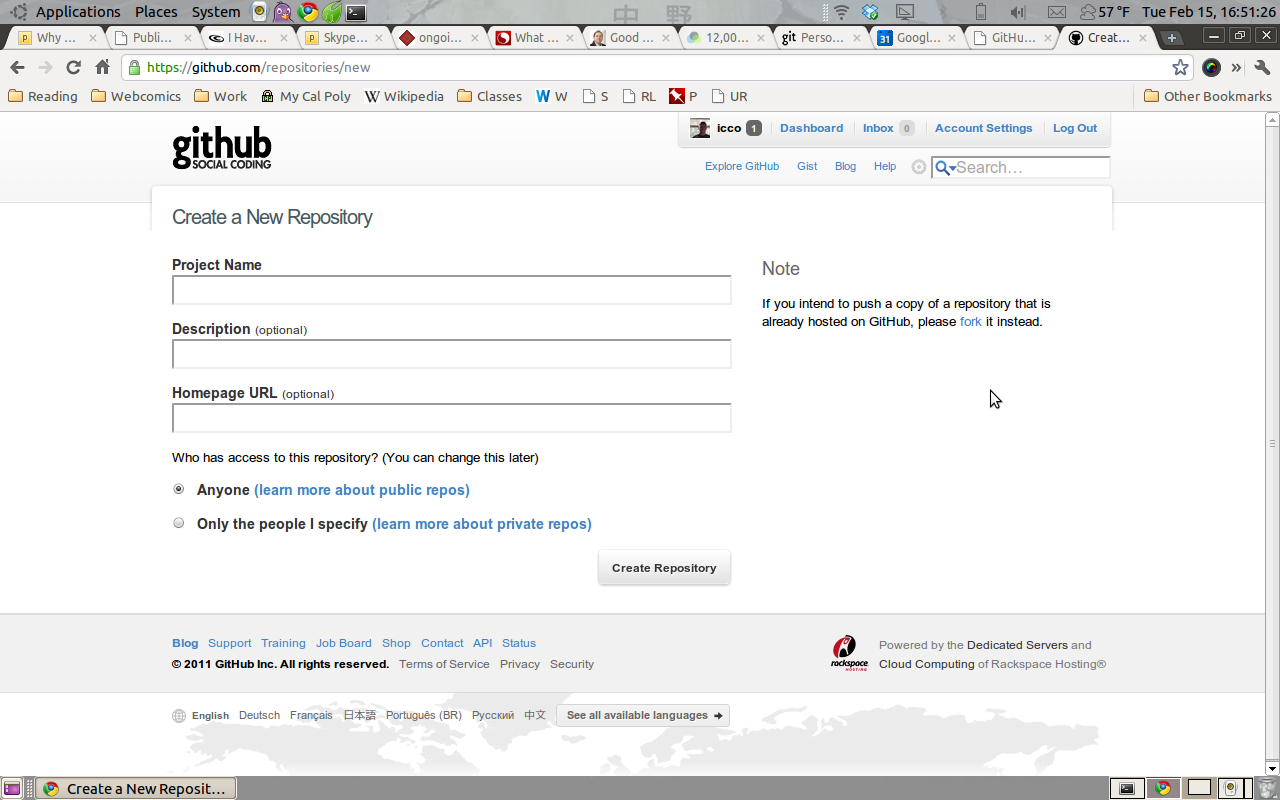 Applications Places System 57 °F Tue Feb 15, 16:51:26
中 野
Why ... Publi... I Hav... Skype... ongoi... What ... Good ... 12,00... git Perso... 31 Googl... GitHu... Creat...
https://github.com/repositories/new
Reading Webcomics Work My Cal Poly W Wikipedia Classes W W S RL P UR Other Bookmarks
github
SOCIAL CODING
icco 1 Dashboard Inbox 0 Account Settings Log Out
Explore GitHub Gist Blog Help Search...
Create a New Repository
Project Name
Description (optional)
Homepage URL (optional)
Who has access to this repository? (You can change this later)
Anyone (learn more about public repos)
Only the people I specify (learn more about private repos)
Create Repository
Note
If you intend to push a copy of a repository that is
already hosted on GitHub, please fork it instead.
Blog Support Training Job Board Shop Contact API Status
© 2011 GitHub Inc. All rights reserved. Terms of Service Privacy Security
rackspace
HOSTING
Powered by the Dedicated Servers and
Cloud Computing of Rackspace Hosting®
English Deutsch Français 日本語 Português (BR) Русский 中文 See all available languages
Create a New Reposit...